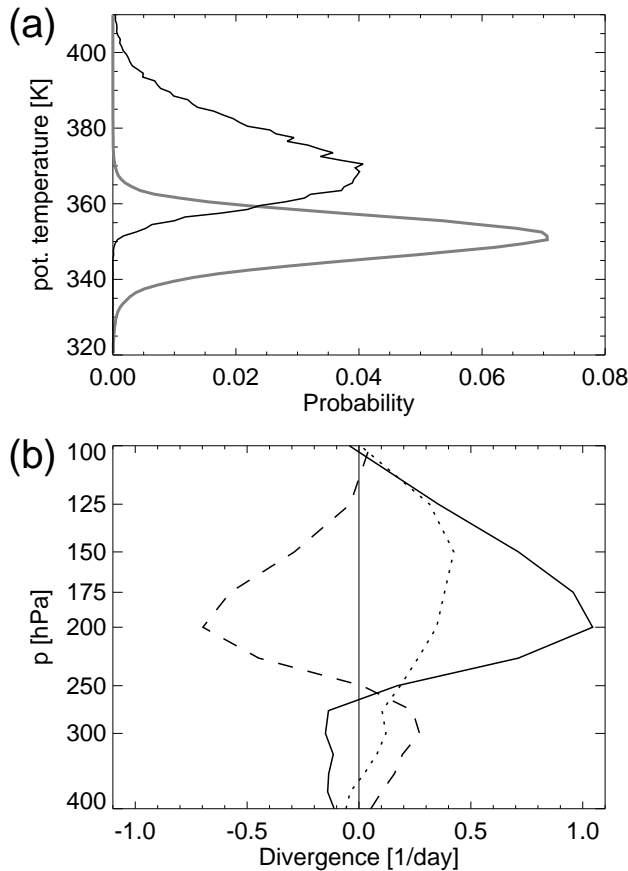 (a)
pot. temperature [K]
400
380
360
340
320
0.00 0.02 0.04 0.06 0.08
Probability
(b)
p [hPa]
100
125
150
175
200
250
300
400
-1.0 -0.5 0.0 0.5 1.0
Divergence [1/day]